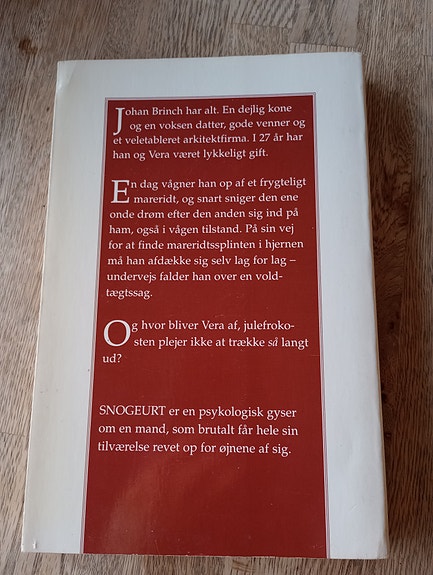 Johan Brinch har alt. En dejlig kone
og en voksen datter, gode venner og
et veletableret arkitektfirma. I 27 år har
han og Vera været lykkeligt gift.
En dag vågner han op af et frygteligt
mareridt, og snart sniger den ene
onde drøm efter den anden sig ind på
ham, også i vågen tilstand. På sin vej
for at finde mareridtssplinten i hjernen
må han afdække sig selv lag for lag –
undervejs falder han over en vold-
tægtssag.
Og hvor bliver Vera af, julefroko-
sten plejer ikke at trække så langt
ud?
SNOGEURT er en psykologisk gyser
om en mand, som brutalt får hele sin
tilværelse revet op for øjnene af sig.